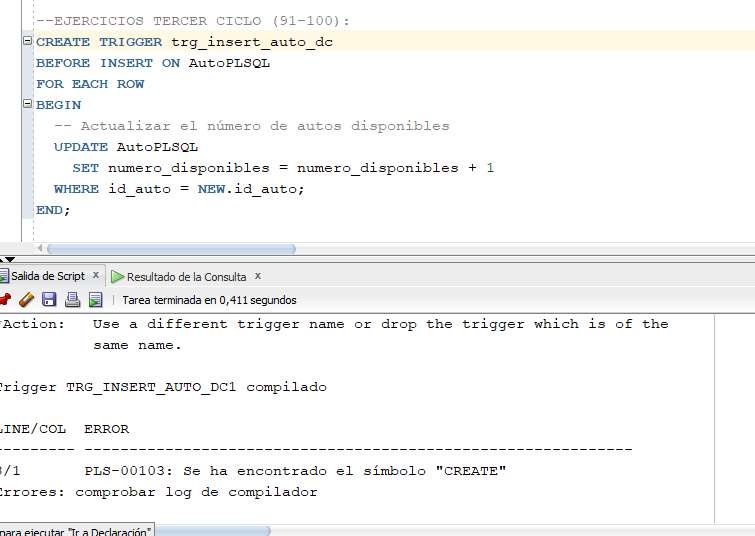 --EJERCICIOS TERCER CICLO (91-100):
CREATE TRIGGER trg_insert_auto_dc
BEFORE INSERT ON AutoPLSQL
FOR EACH ROW
BEGIN
-- Actualizar el número de autos disponibles
UPDATE AutoPLSQL
SET numero_disponibles = numero_disponibles + 1
WHERE id_auto = NEW.id_auto;
END;
Salida de Script x Resultado de la Consulta x
Tarea terminada en 0,411 segundos
*Action: Use a different trigger name or drop the trigger which is of the
same name.
Trigger TRG_INSERT_AUTO_DC1 compilado
LINE/COL ERROR
--------- -------------------------------------------------------------
/1 PLS-00103: Se ha encontrado el símbolo "CREATE"
Errores: comprobar log de compilador
para ejecutar "Ir a Declaración"